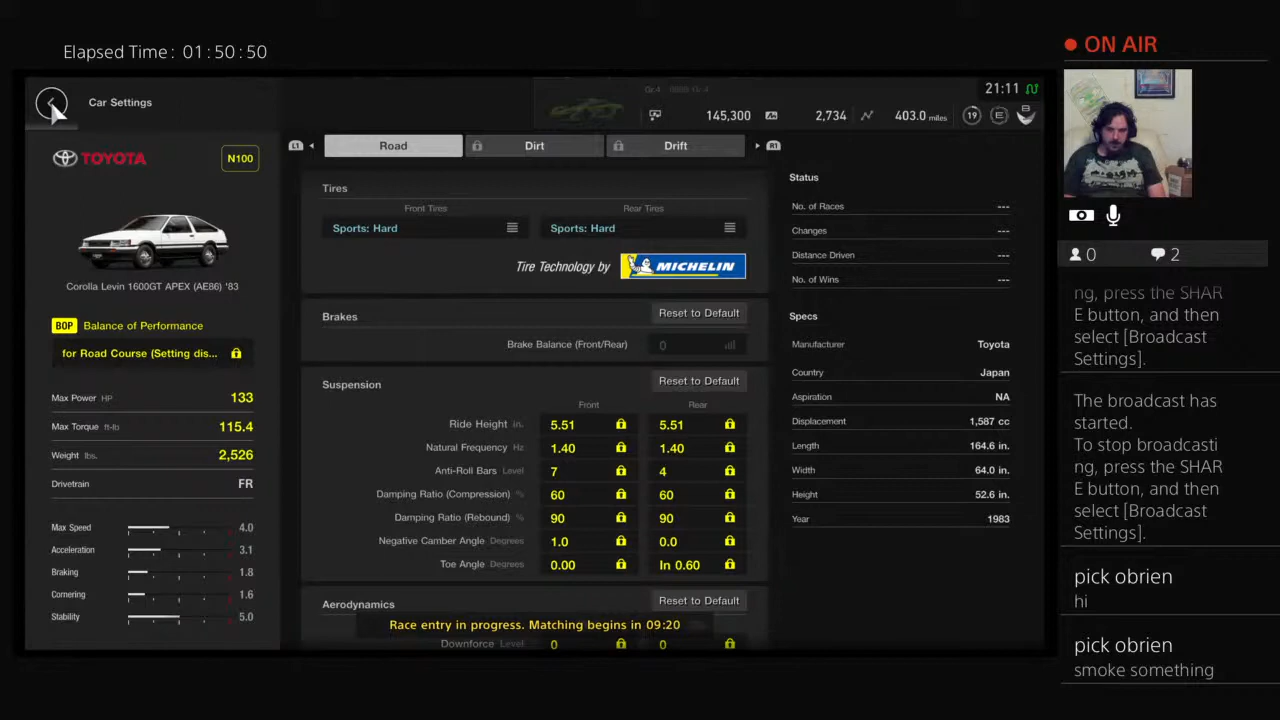 Elapsed Time: 01:50:50
ON AIR
Car Settings
Gr.4
21:11
145,300
2,734
403.0 miles
19
E
B
TOYOTA
N100
Corolla Levin 1600GT APEX (AE86) '83
BOP Balance of Performance
for Road Course (Setting dis...
Max Power HP 133
Max Torque ft-lb 115.4
Weight lbs. 2,526
Drivetrain FR
Max Speed 4.0
Acceleration 3.1
Braking 1.8
Cornering 1.6
Stability 5.0
L1 Road Dirt Drift R1
Tires
Front Tires Rear Tires
Sports: Hard Sports: Hard
Tire Technology by MICHELIN
Brakes Reset to Default
Brake Balance (Front/Rear) 0
Suspension Reset to Default
Front Rear
Ride Height in. 5.51 5.51
Natural Frequency Hz 1.40 1.40
Anti-Roll Bars Level 7 4
Damping Ratio (Compression) % 60 60
Damping Ratio (Rebound) % 90 90
Negative Camber Angle Degrees 1.0 0.0
Toe Angle Degrees 0.00 In 0.60
Aerodynamics Reset to Default
Race entry in progress. Matching begins in 09:20
Downforce Level 0 0
Status
No. of Races ---
Changes ---
Distance Driven ---
No. of Wins ---
Specs
Manufacturer Toyota
Country Japan
Aspiration NA
Displacement 1,587 cc
Length 164.6 in.
Width 64.0 in.
Height 52.6 in.
Year 1983
0 2
ng, press the SHAR
E button, and then
select [Broadcast
Settings].
The broadcast has
started.
To stop broadcasti
ng, press the SHAR
E button, and then
select [Broadcast
Settings].
pick obrien
hi
pick obrien
smoke something